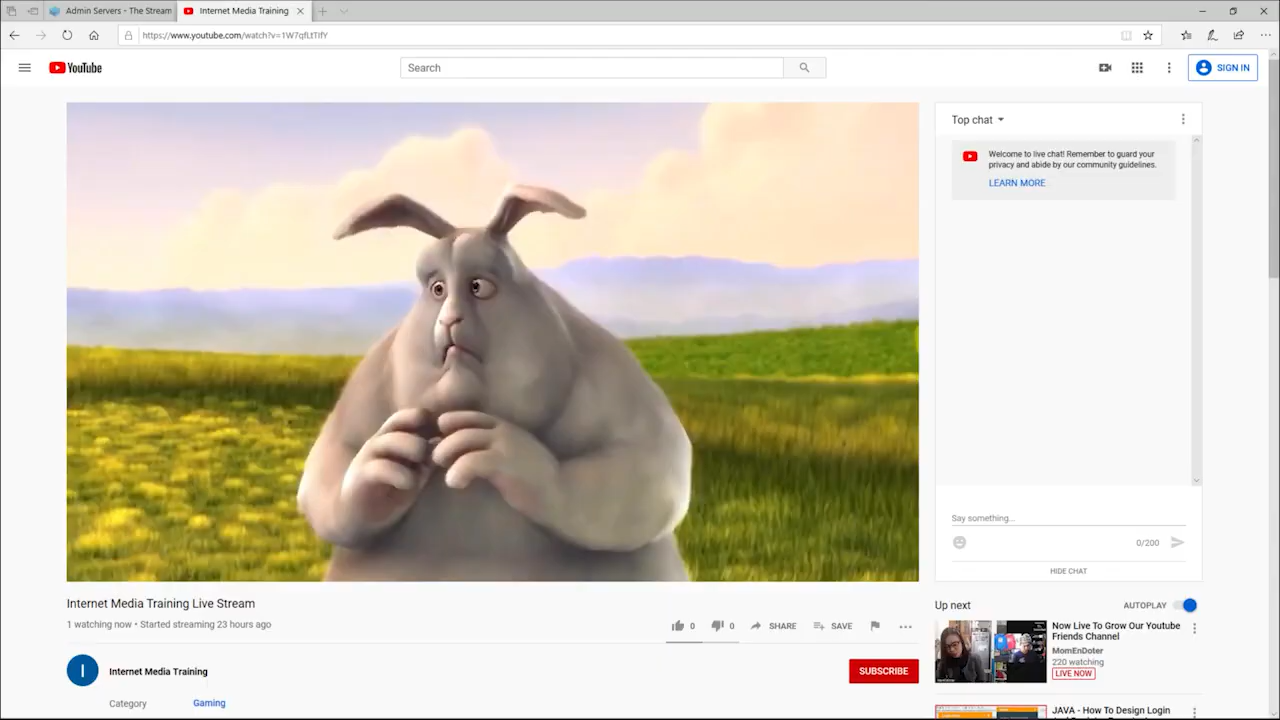 Admin Servers - The Stream
Internet Media Training
https://www.youtube.com/watch?v=1W7qfLtTifY
YouTube
Search
SIGN IN
Top chat
Welcome to live chat! Remember to guard your
privacy and abide by our community guidelines.
LEARN MORE
Say something...
0/200
HIDE CHAT
Internet Media Training Live Stream
1 watching now • Started streaming 23 hours ago
0
0
SHARE
SAVE
I
Internet Media Training
SUBSCRIBE
Category
Gaming
Up next
AUTOPLAY
Now Live To Grow Our Youtube
Friends Channel
MomEnDoter
220 watching
LIVE NOW
JAVA - How To Design Login